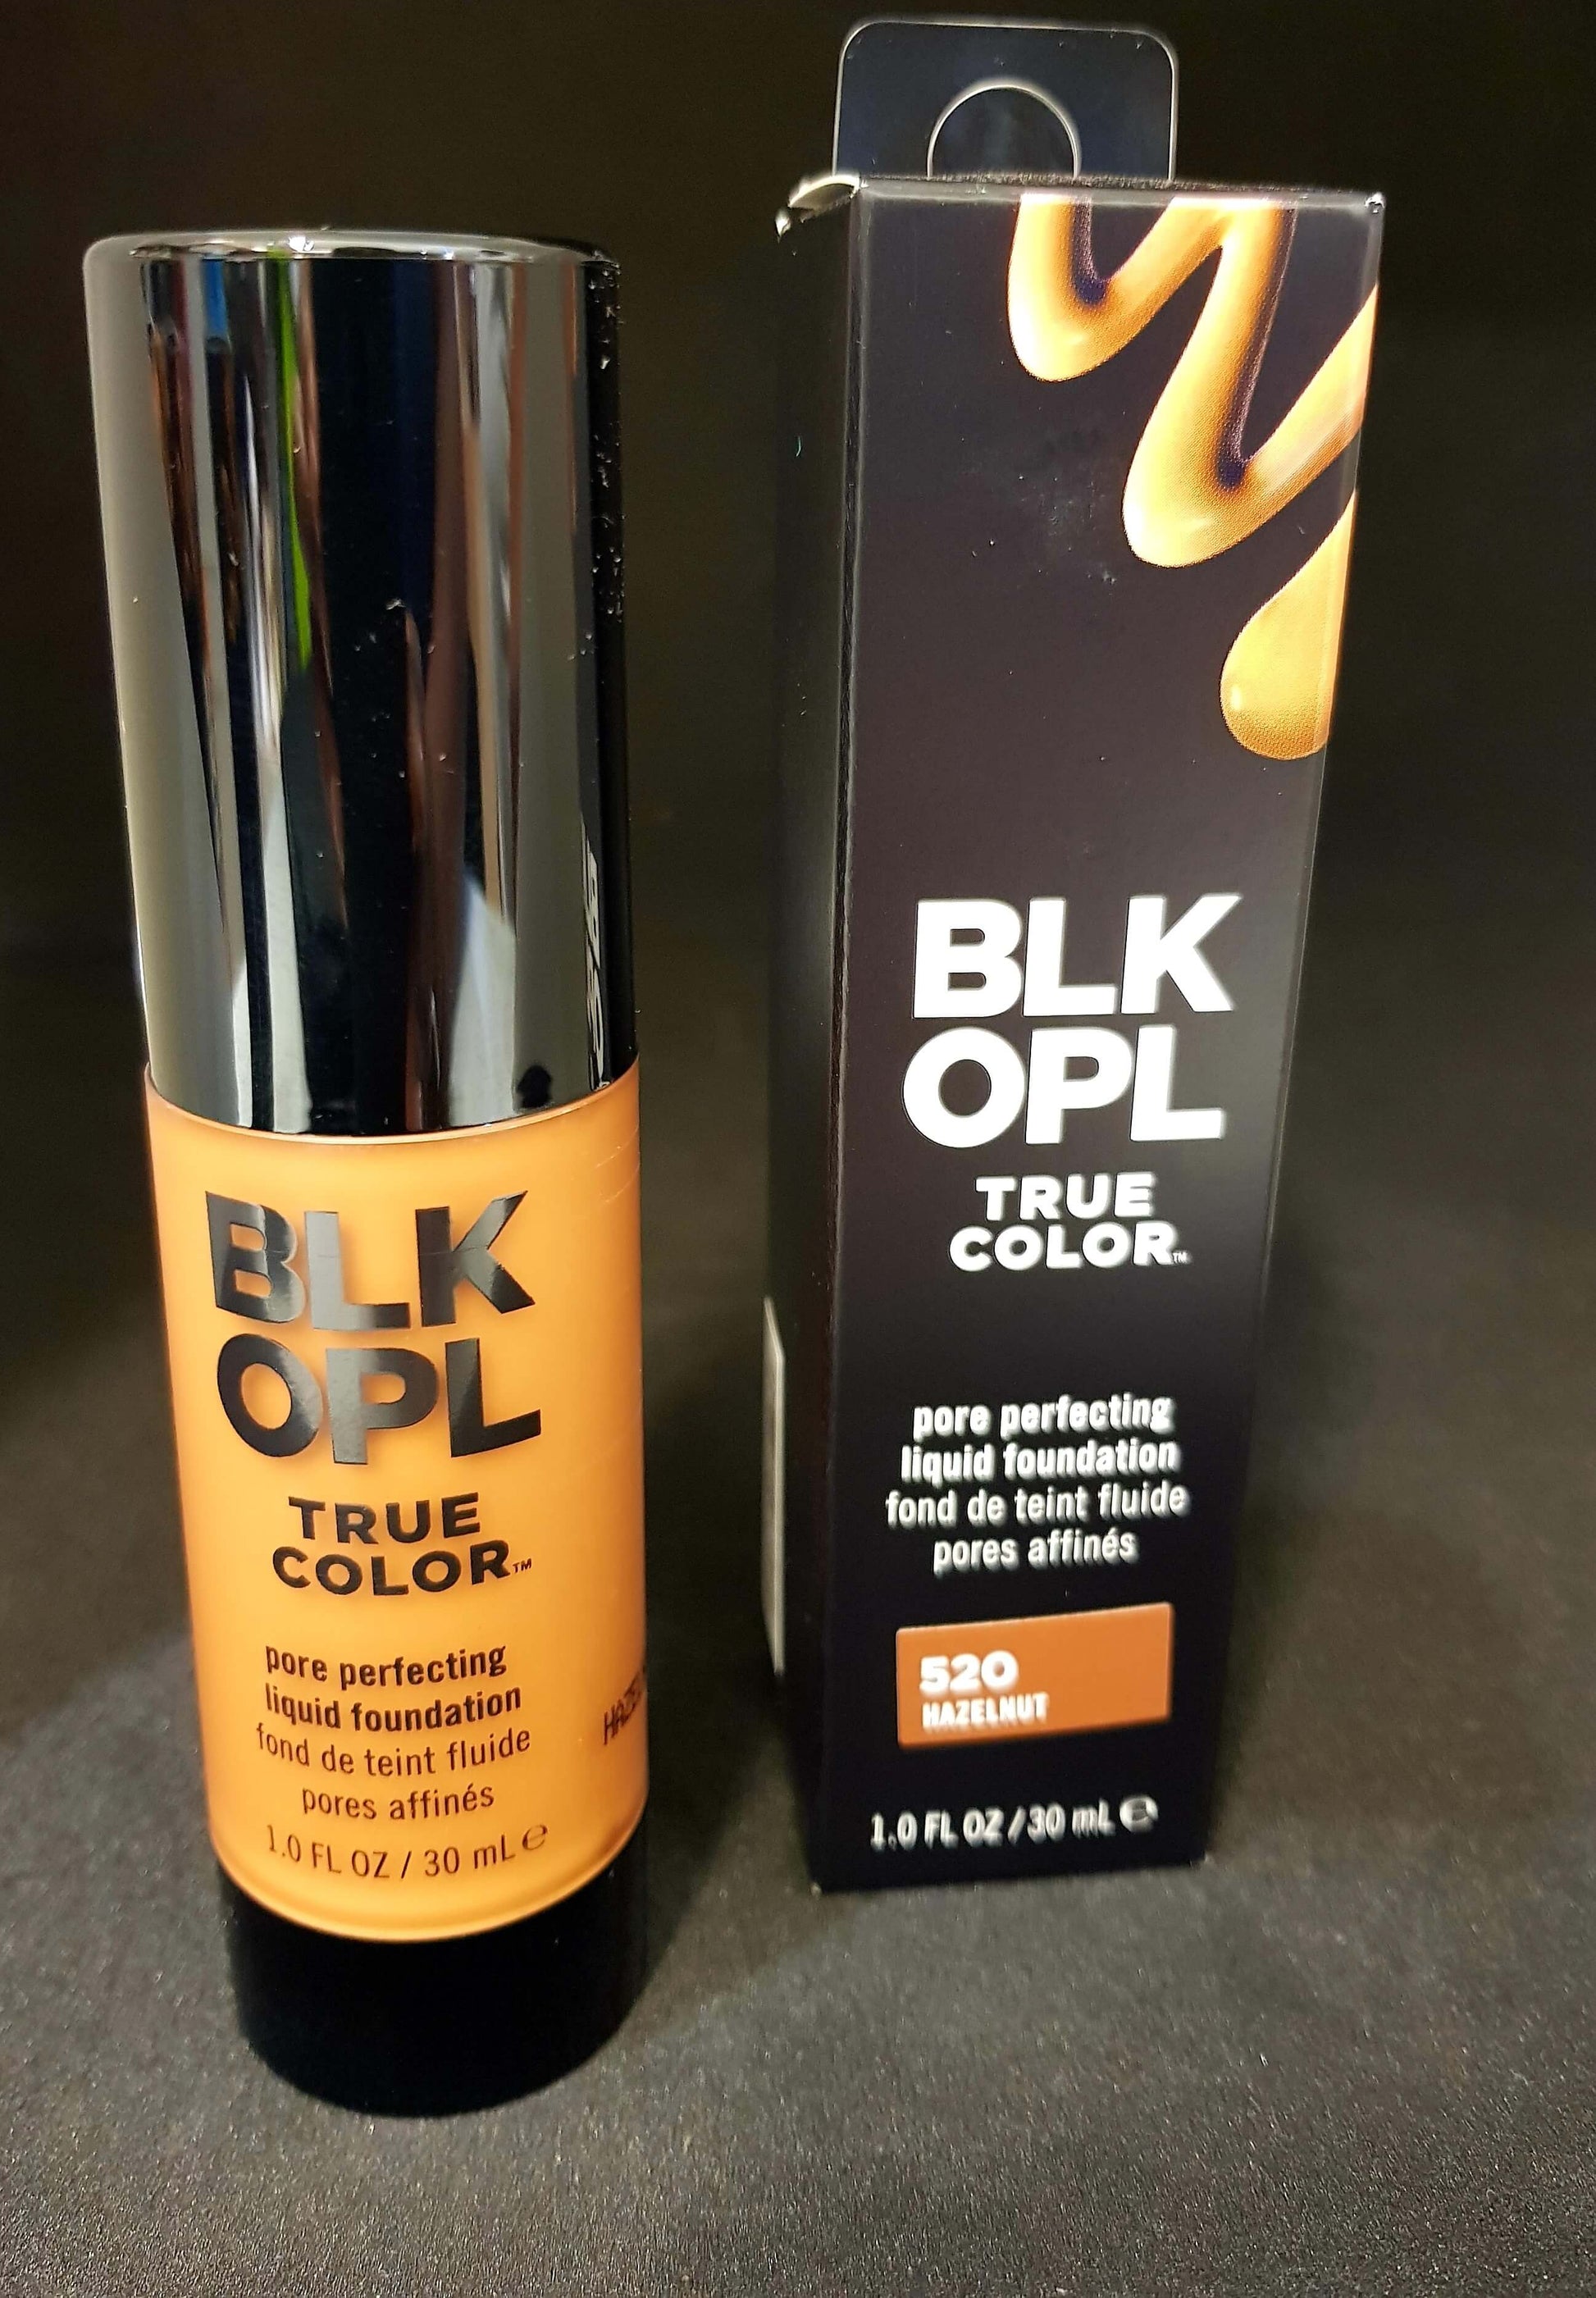 BLK
OPL
TRUE
COLOR™
pore perfecting
liquid foundation
fond de teint fluide
pores affinés
1.0 FL OZ / 30 mL ℮
BLK
OPL
TRUE
COLOR™
pore perfecting
liquid foundation
fond de teint fluide
pores affinés
520
HAZELNUT
1.0 FL OZ / 30 mL ℮